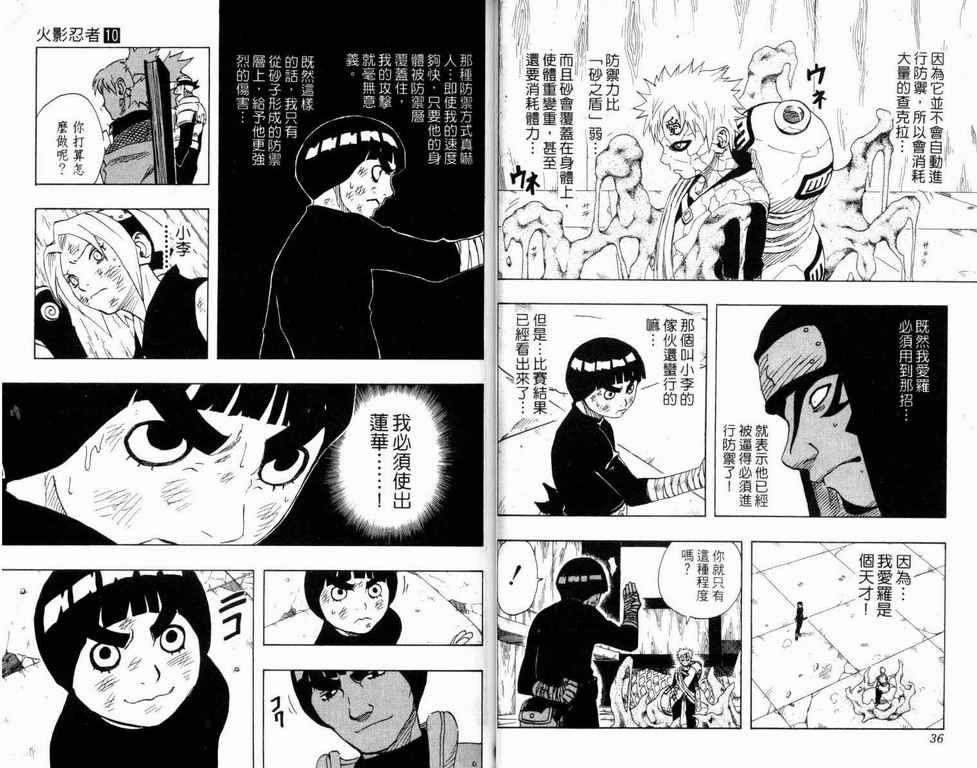 因為它並不會自動進
行防禦，所以會消耗
大量的查克拉…
ウネ
防禦力比
「砂之盾」弱…
而且砂會覆蓋在身體上
使體重變重，甚至
還要消耗體力…
ウネ
既然我愛羅
必須用到那招…
就表示他已經
被逼得必須進
行防禦了！
那個叫小李的
傢伙還蠻行的
嘛…
但是…比賽結果
已經看出來了…
因為…
我愛羅是
個天才！
你就只有
這種程度
嗎？
！
36
火影忍者10
那種防禦方式真嚇
人…即使我的速度
夠快，只要他的身
體被防禦層
覆蓋住，
我的攻擊
就毫無意
義。
既然這樣
的話，我只有
從砂子形成的防禦
層上，給予他更強
烈的傷害…
你打算怎
麼做呢？
小李
……
我必須使出
蓮華……！
コク
ニコ